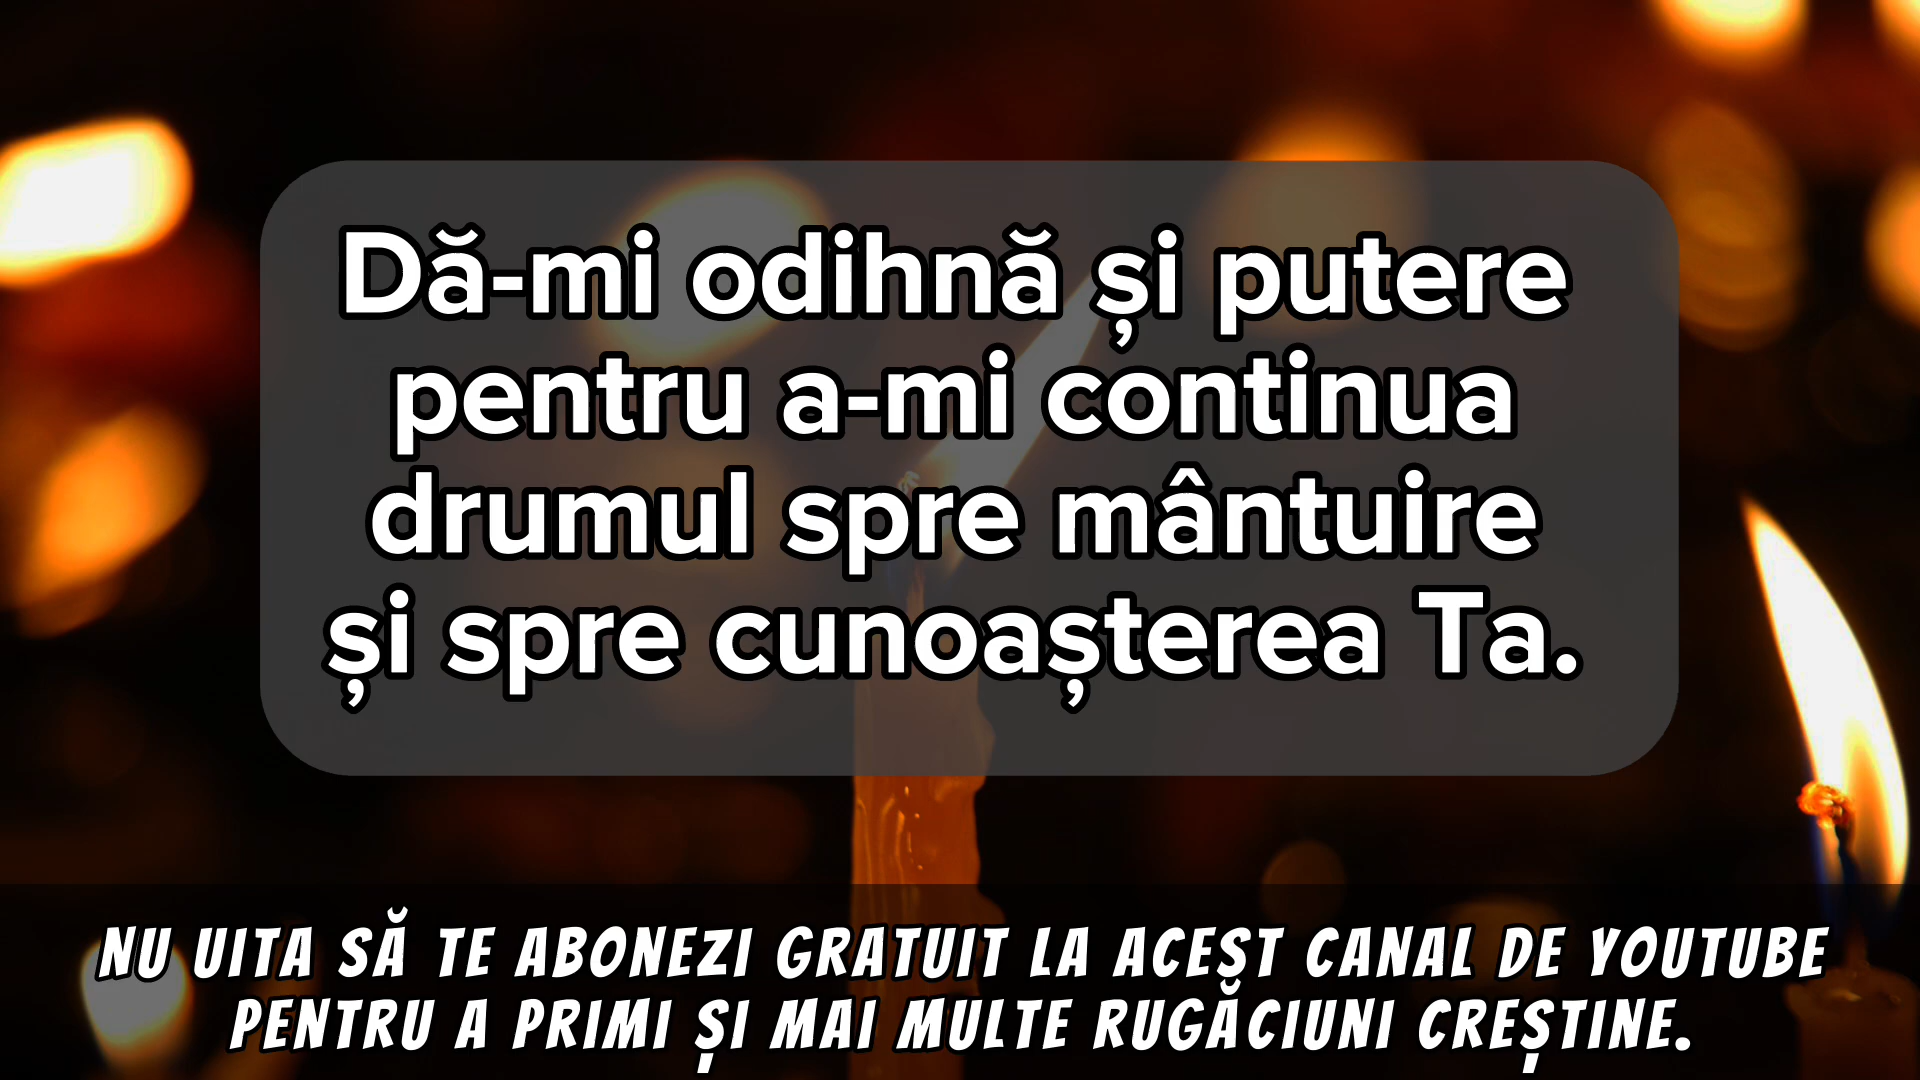 Dă-mi odihnă și putere
pentru a-mi continua
drumul spre mântuire
și spre cunoașterea Ta.
NU UITA SĂ TE ABONEZI GRATUIT LA ACEST CANAL DE YOUTUBE
PENTRU A PRIMI ȘI MAI MULTE RUGĂCIUNI CREȘTINE.